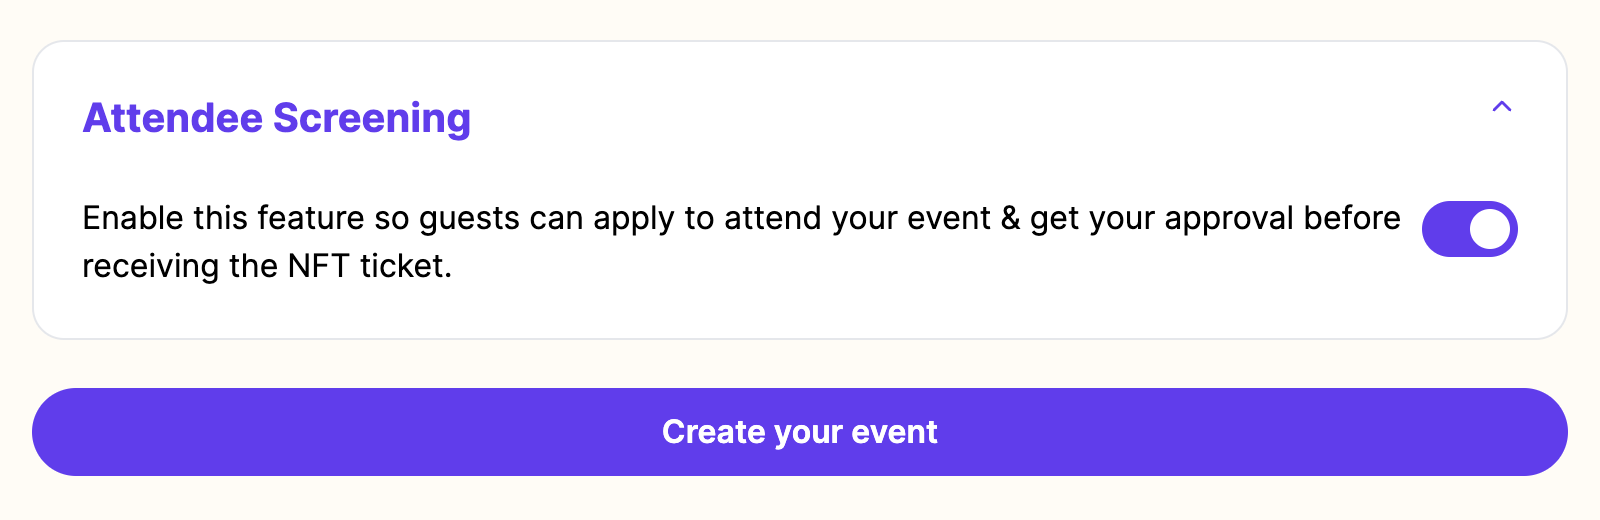 Attendee Screening
Enable this feature so guests can apply to attend your event & get your approval before
receiving the NFT ticket.
Create your event